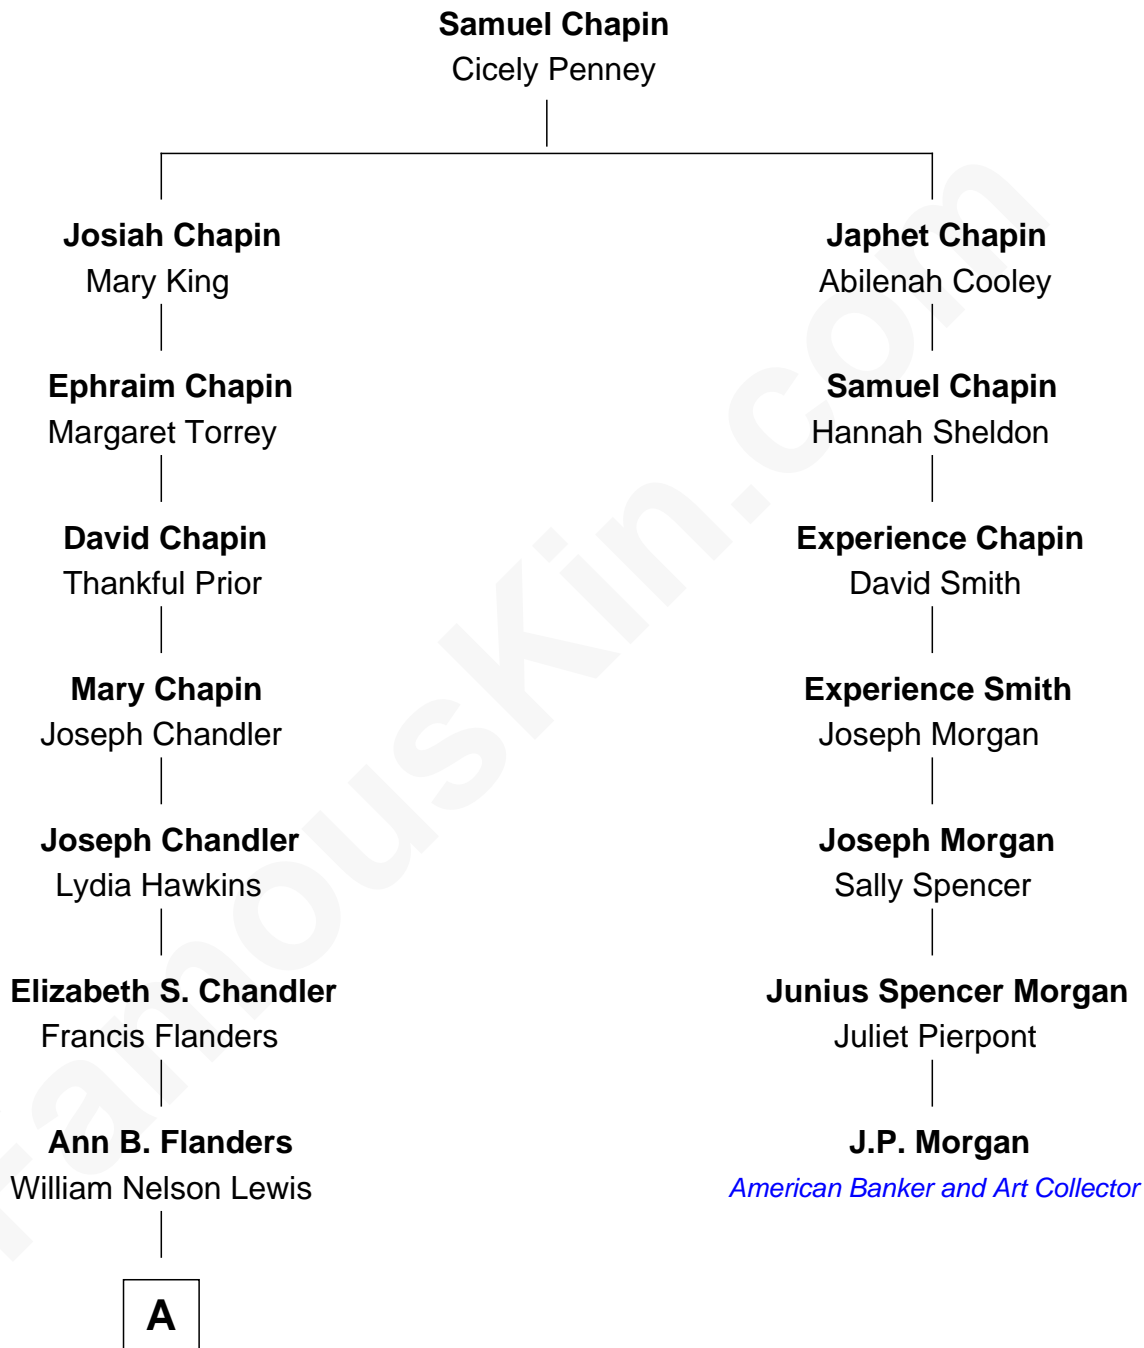 Samuel Chapin
Cicely Penney
Josiah Chapin
Mary King
Japhet Chapin
Abilenah Cooley
Ephraim Chapin
Margaret Torrey
Samuel Chapin
Hannah Sheldon
David Chapin
Thankful Prior
Experience Chapin
David Smith
Mary Chapin
Joseph Chandler
Experience Smith
Joseph Morgan
Joseph Chandler
Lydia Hawkins
Joseph Morgan
Sally Spencer
Elizabeth S. Chandler
Francis Flanders
Junius Spencer Morgan
Juliet Pierpont
Ann B. Flanders
William Nelson Lewis
J.P. Morgan
American Banker and Art Collector
A
FamousKin.com